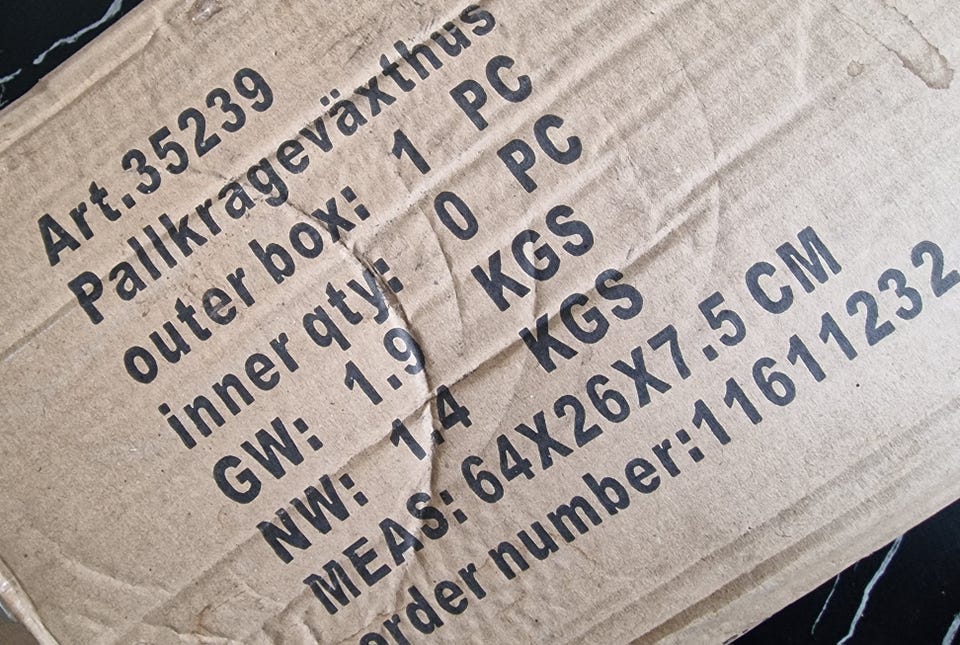 Art.35239
Pallkrageväxthus
outer box: 1 PC
inner qty: 0 PC
GW: 1.9 KGS
NW: 1.4 KGS
MEAS: 64X26X7.5 CM
order number:11611232